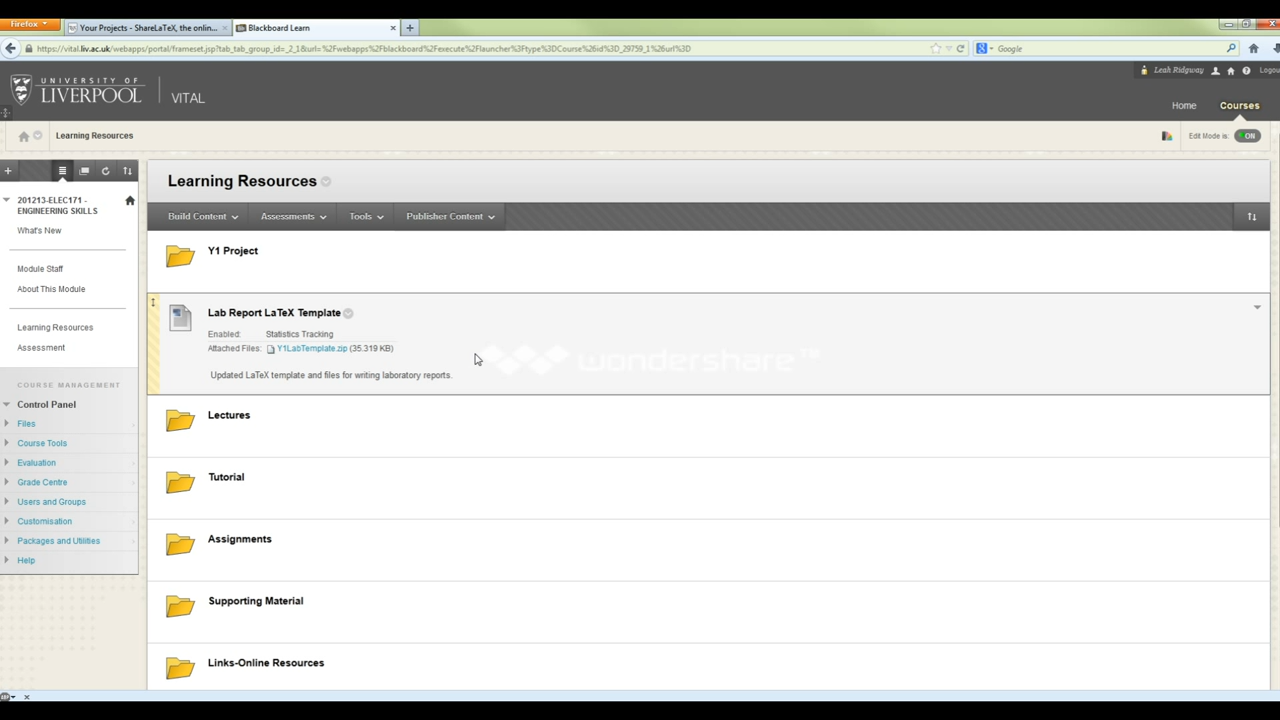 Firefox
Your Projects - ShareLaTeX, the onlin...
Blackboard Learn
https://vital.liv.ac.uk/webapps/portal/frameset.jsp?tab_tab_group_id=_2_1&url=%2Fwebapps%2Fblackboard%2Fexecute%2Flauncher%3Ftype%3DCourse%26id%3D_29759_1%26url%3D
Google
UNIVERSITY OF
LIVERPOOL
VITAL
Leah Ridgway
Logou
Home
Courses
Learning Resources
Edit Mode is:
ON
201213-ELEC171 -
ENGINEERING SKILLS
What's New
Module Staff
About This Module
Learning Resources
Assessment
COURSE MANAGEMENT
Control Panel
Files
Course Tools
Evaluation
Grade Centre
Users and Groups
Customisation
Packages and Utilities
Help
Learning Resources
Build Content
Assessments
Tools
Publisher Content
Y1 Project
Lab Report LaTeX Template
Enabled: Statistics Tracking
Attached Files: Y1LabTemplate.zip (35.319 KB)
Updated LaTeX template and files for writing laboratory reports.
wondershare™
Lectures
Tutorial
Assignments
Supporting Material
Links-Online Resources